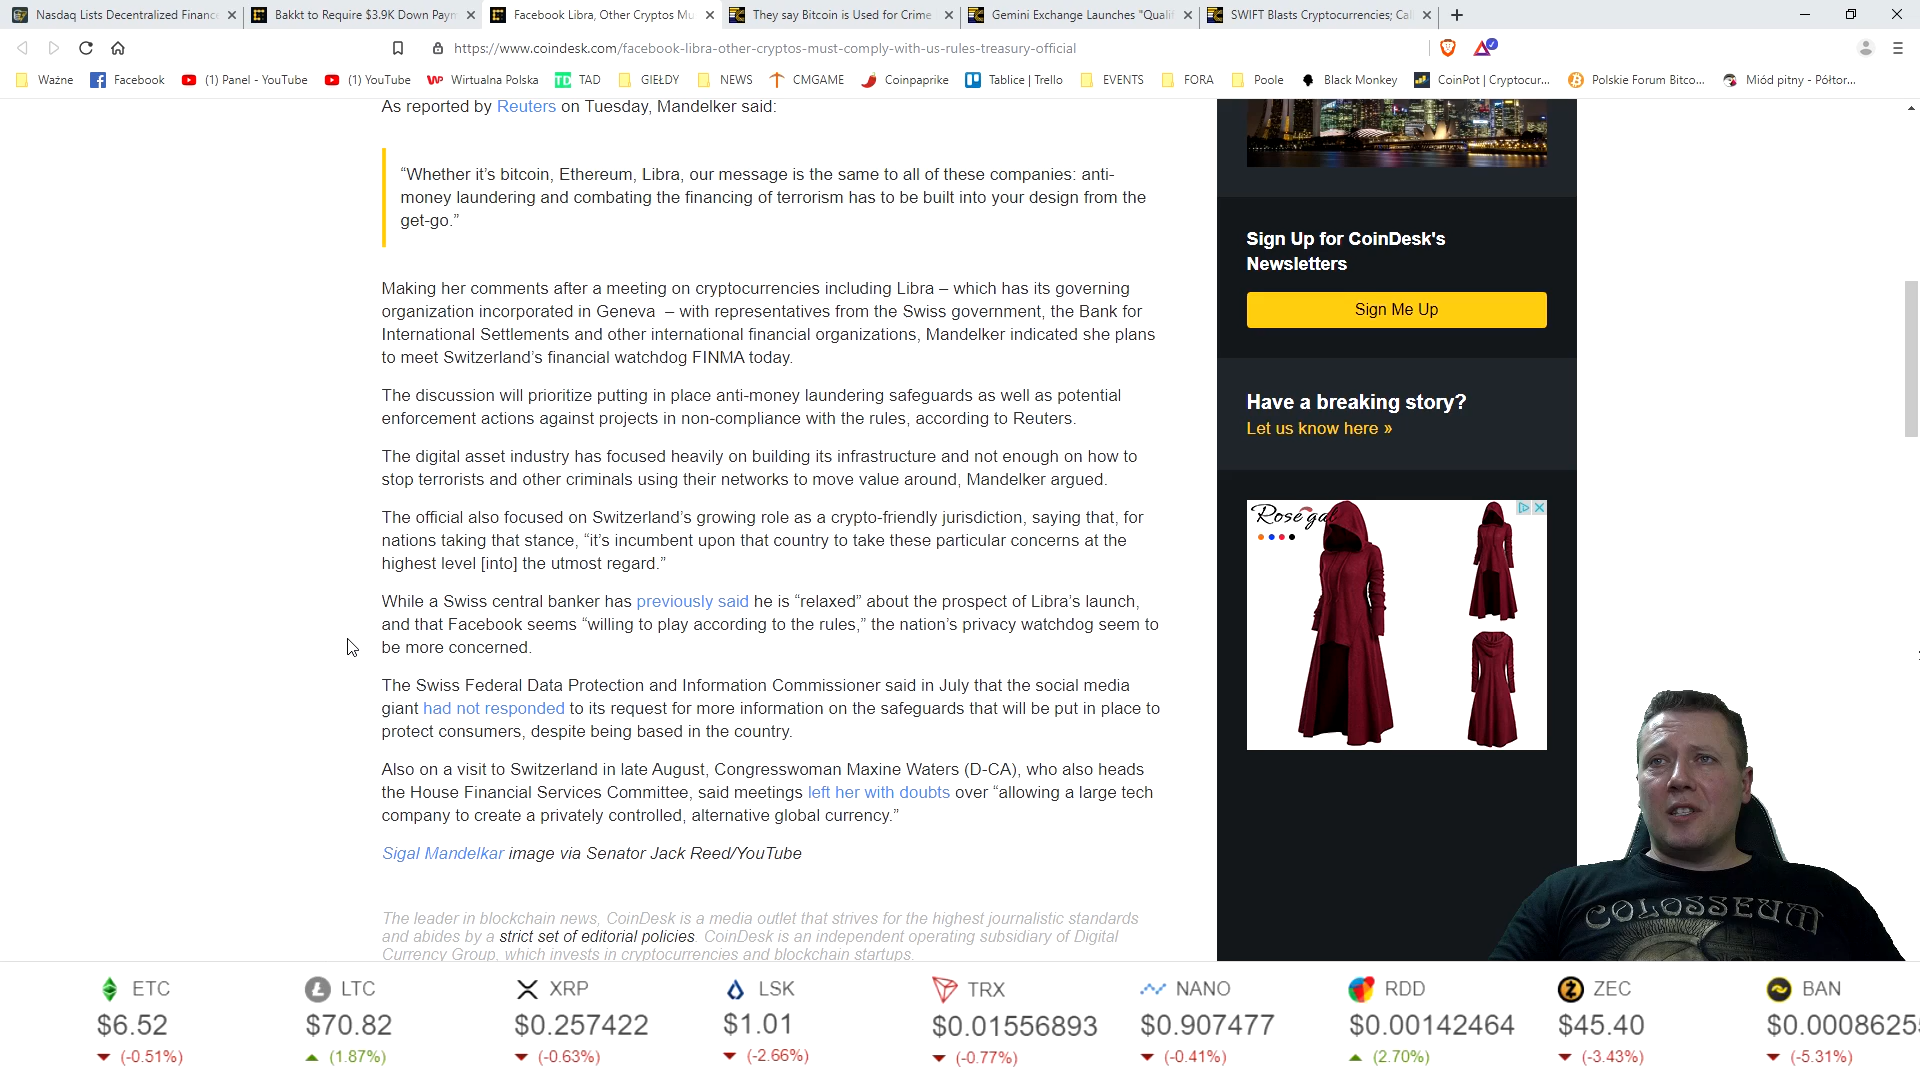 Nasdaq Lists Decentralized Financ
Bakkt to Require $3.9K Down Paym
Facebook Libra, Other Cryptos Mu
They say Bitcoin is Used for Crime
Gemini Exchange Launches "Quali
SWIFT Blasts Cryptocurrencies; Cal
https://www.coindesk.com/facebook-libra-other-cryptos-must-comply-with-us-rules-treasury-official
Ważne
Facebook
(1) Panel - YouTube
(1) YouTube
WP Wirtualna Polska
TD TAD
GIEŁDY
NEWS
CMGAME
Coinpaprike
Tablice | Trello
EVENTS
FORA
Poole
Black Monkey
CoinPot | Cryptocur...
Polskie Forum Bitco...
Miód pitny - Półtor...
As reported by Reuters on Tuesday, Mandelker said:
“Whether it’s bitcoin, Ethereum, Libra, our message is the same to all of these companies: anti-
money laundering and combating the financing of terrorism has to be built into your design from the
get-go.”
Making her comments after a meeting on cryptocurrencies including Libra – which has its governing
organization incorporated in Geneva – with representatives from the Swiss government, the Bank for
International Settlements and other international financial organizations, Mandelker indicated she plans
to meet Switzerland’s financial watchdog FINMA today.
The discussion will prioritize putting in place anti-money laundering safeguards as well as potential
enforcement actions against projects in non-compliance with the rules, according to Reuters.
The digital asset industry has focused heavily on building its infrastructure and not enough on how to
stop terrorists and other criminals using their networks to move value around, Mandelker argued.
The official also focused on Switzerland’s growing role as a crypto-friendly jurisdiction, saying that, for
nations taking that stance, “it’s incumbent upon that country to take these particular concerns at the
highest level [into] the utmost regard.”
While a Swiss central banker has previously said he is “relaxed” about the prospect of Libra’s launch,
and that Facebook seems “willing to play according to the rules,” the nation’s privacy watchdog seem to
be more concerned.
The Swiss Federal Data Protection and Information Commissioner said in July that the social media
giant had not responded to its request for more information on the safeguards that will be put in place to
protect consumers, despite being based in the country.
Also on a visit to Switzerland in late August, Congresswoman Maxine Waters (D-CA), who also heads
the House Financial Services Committee, said meetings left her with doubts over “allowing a large tech
company to create a privately controlled, alternative global currency.”
Sigal Mandelkar image via Senator Jack Reed/YouTube
The leader in blockchain news, CoinDesk is a media outlet that strives for the highest journalistic standards
and abides by a strict set of editorial policies. CoinDesk is an independent operating subsidiary of Digital
Currency Group, which invests in cryptocurrencies and blockchain startups.
Sign Up for CoinDesk's
Newsletters
Sign Me Up
Have a breaking story?
Let us know here »
Rosegal
COLOSSEUM
ETC
$6.52
(-0.51%)
LTC
$70.82
(1.87%)
XRP
$0.257422
(-0.63%)
LSK
$1.01
(-2.66%)
TRX
$0.01556893
(-0.77%)
NANO
$0.907477
(-0.41%)
RDD
$0.00142464
(2.70%)
ZEC
$45.40
(-3.43%)
BAN
$0.0008625
(-5.31%)